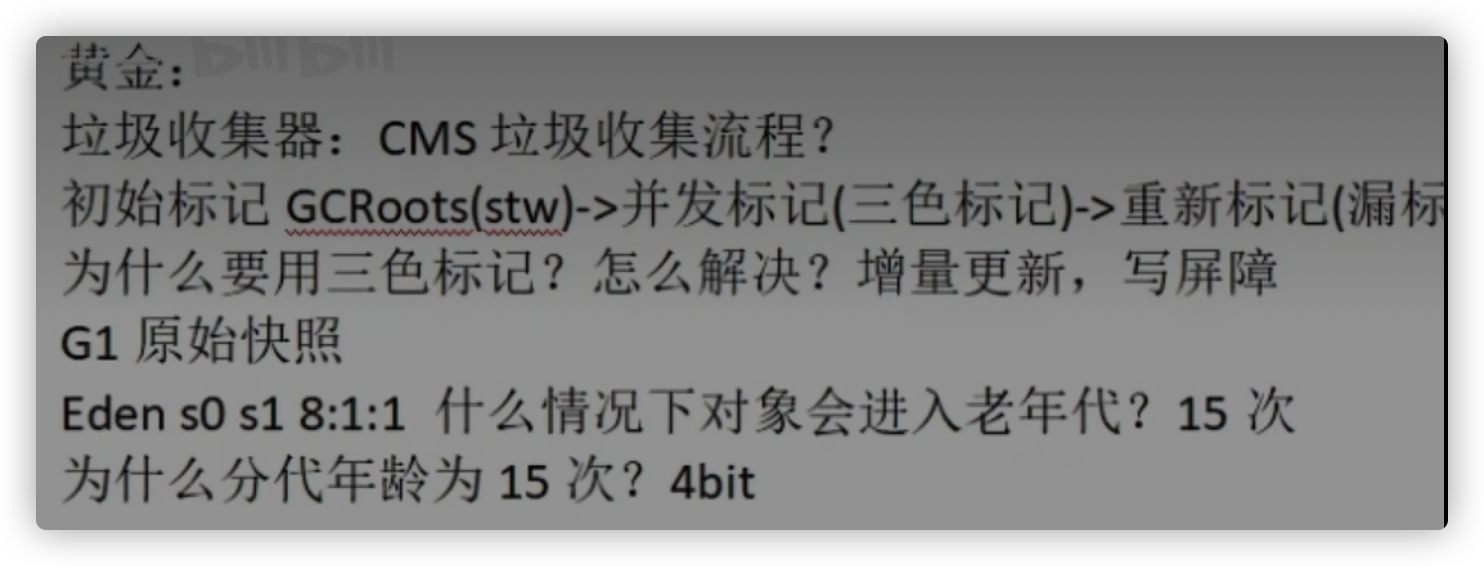 bilibili
黄金：
垃圾收集器：CMS 垃圾收集流程？
初始标记 GCRoots(stw)->并发标记(三色标记)->重新标记(漏标
为什么要用三色标记？怎么解决？增量更新，写屏障
G1 原始快照
Eden s0 s1 8:1:1 什么情况下对象会进入老年代？15 次
为什么分代年龄为 15 次？4bit